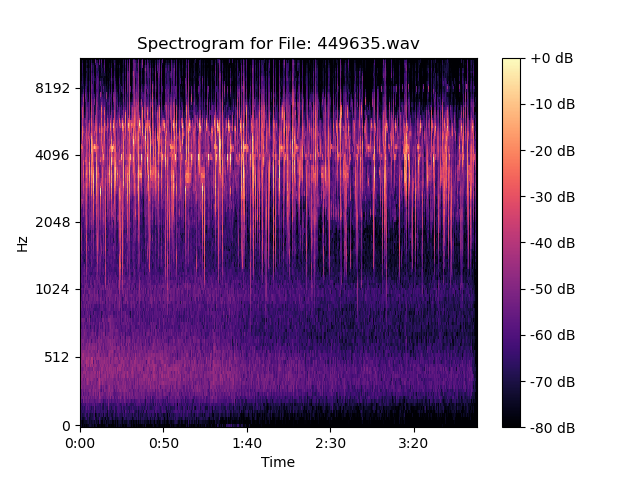 Spectrogram for File: 449635.wav
8192
4096
2048
1024
512
0
Hz
0:00 0:50 1:40 2:30 3:20
Time
+0 dB
-10 dB
-20 dB
-30 dB
-40 dB
-50 dB
-60 dB
-70 dB
-80 dB